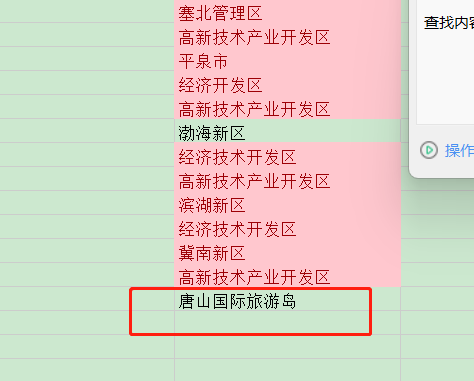 塞北管理区
查找内容
高新技术产业开发区
平泉市
经济开发区
高新技术产业开发区
渤海新区
操作
经济技术开发区
高新技术产业开发区
滨湖新区
经济技术开发区
冀南新区
高新技术产业开发区
唐山国际旅游岛